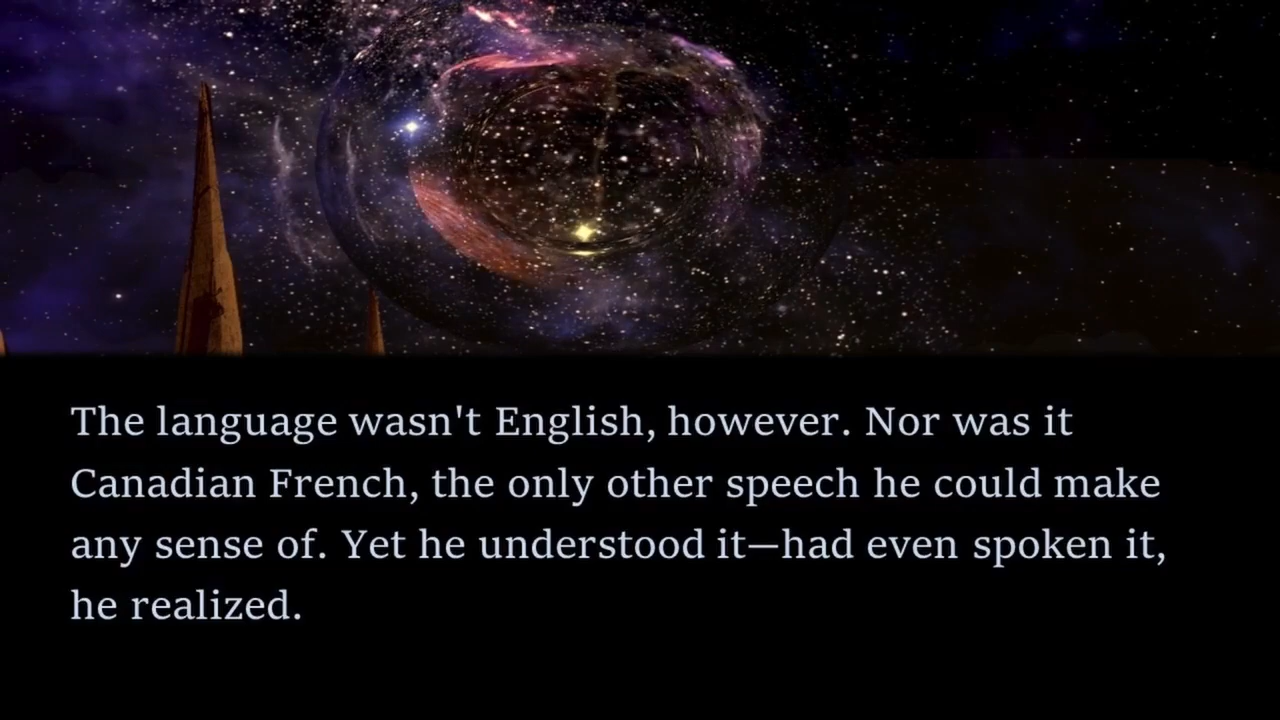 The language wasn't English, however. Nor was it
Canadian French, the only other speech he could make
any sense of. Yet he understood it—had even spoken it,
he realized.